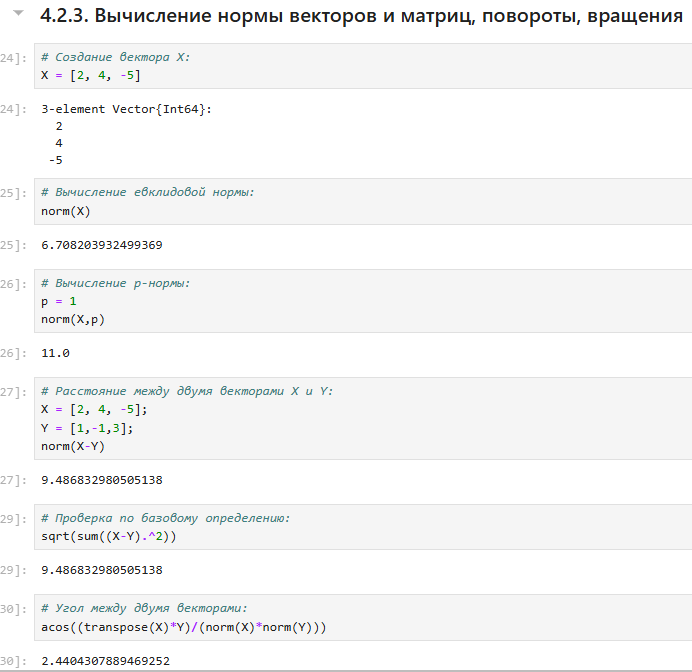 4.2.3. Вычисление нормы векторов и матриц, повороты, вращения
24]:
# Создание вектора X:
X = [2, 4, -5]
24]:
3-element Vector{Int64}:
2
4
-5
25]:
# Вычисление евклидовой нормы:
norm(X)
25]:
6.708203932499369
26]:
# Вычисление p-нормы:
p = 1
norm(X,p)
26]:
11.0
27]:
# Расстояние между двумя векторами X и Y:
X = [2, 4, -5];
Y = [1,-1,3];
norm(X-Y)
27]:
9.486832980505138
29]:
# Проверка по базовому определению:
sqrt(sum((X-Y).^2))
29]:
9.486832980505138
30]:
# Угол между двумя векторами:
acos((transpose(X)*Y)/(norm(X)*norm(Y)))
30]:
2.4404307889469252